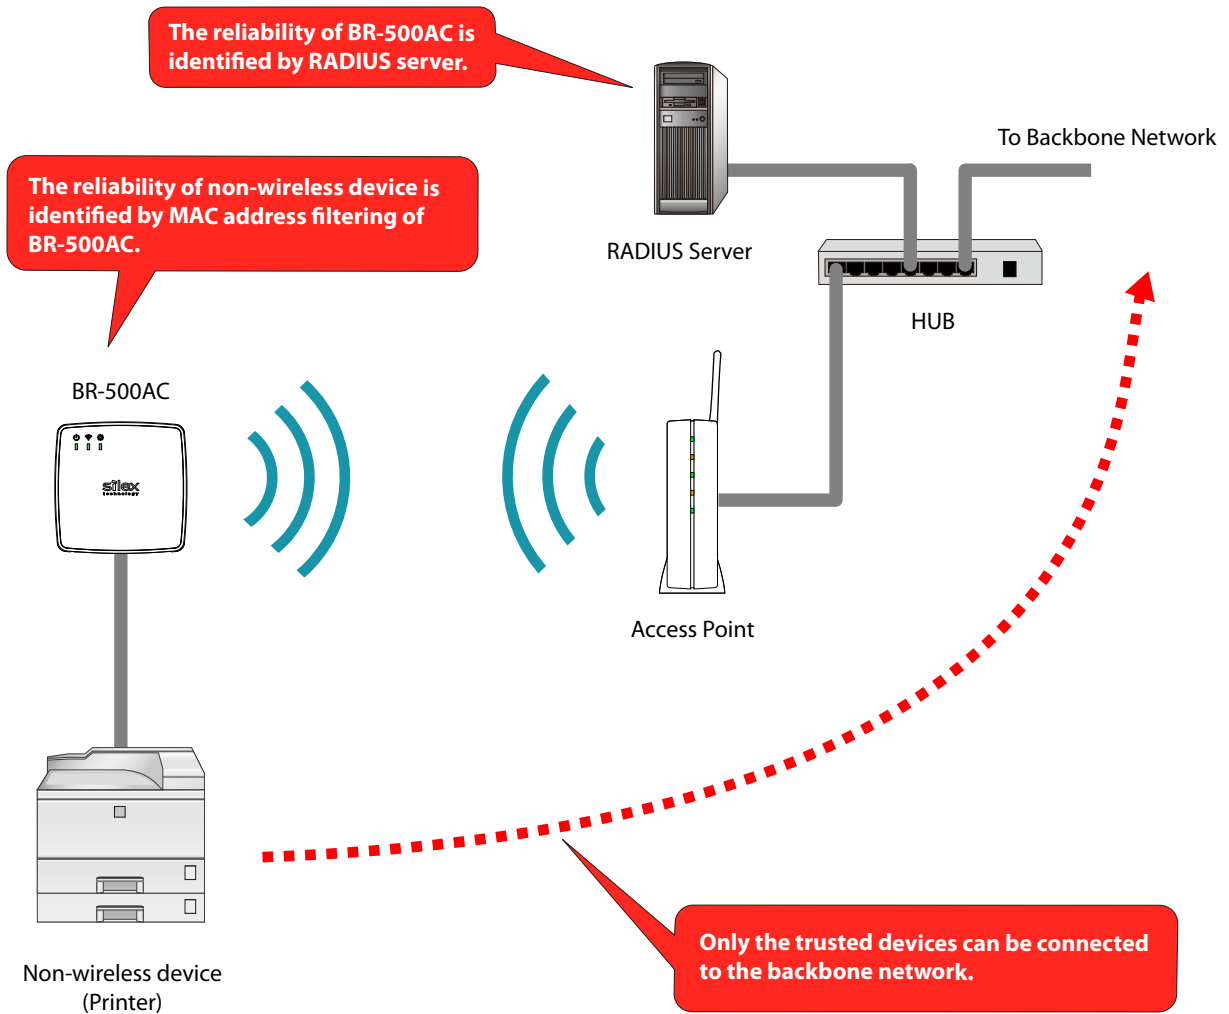 The reliability of BR-500AC is
identified by RADIUS server.
To Backbone Network
The reliability of non-wireless device is
identified by MAC address filtering of
BR-500AC.
RADIUS Server
HUB
BR-500AC
silex
technology
Access Point
Only the trusted devices can be connected
to the backbone network.
Non-wireless device
(Printer)